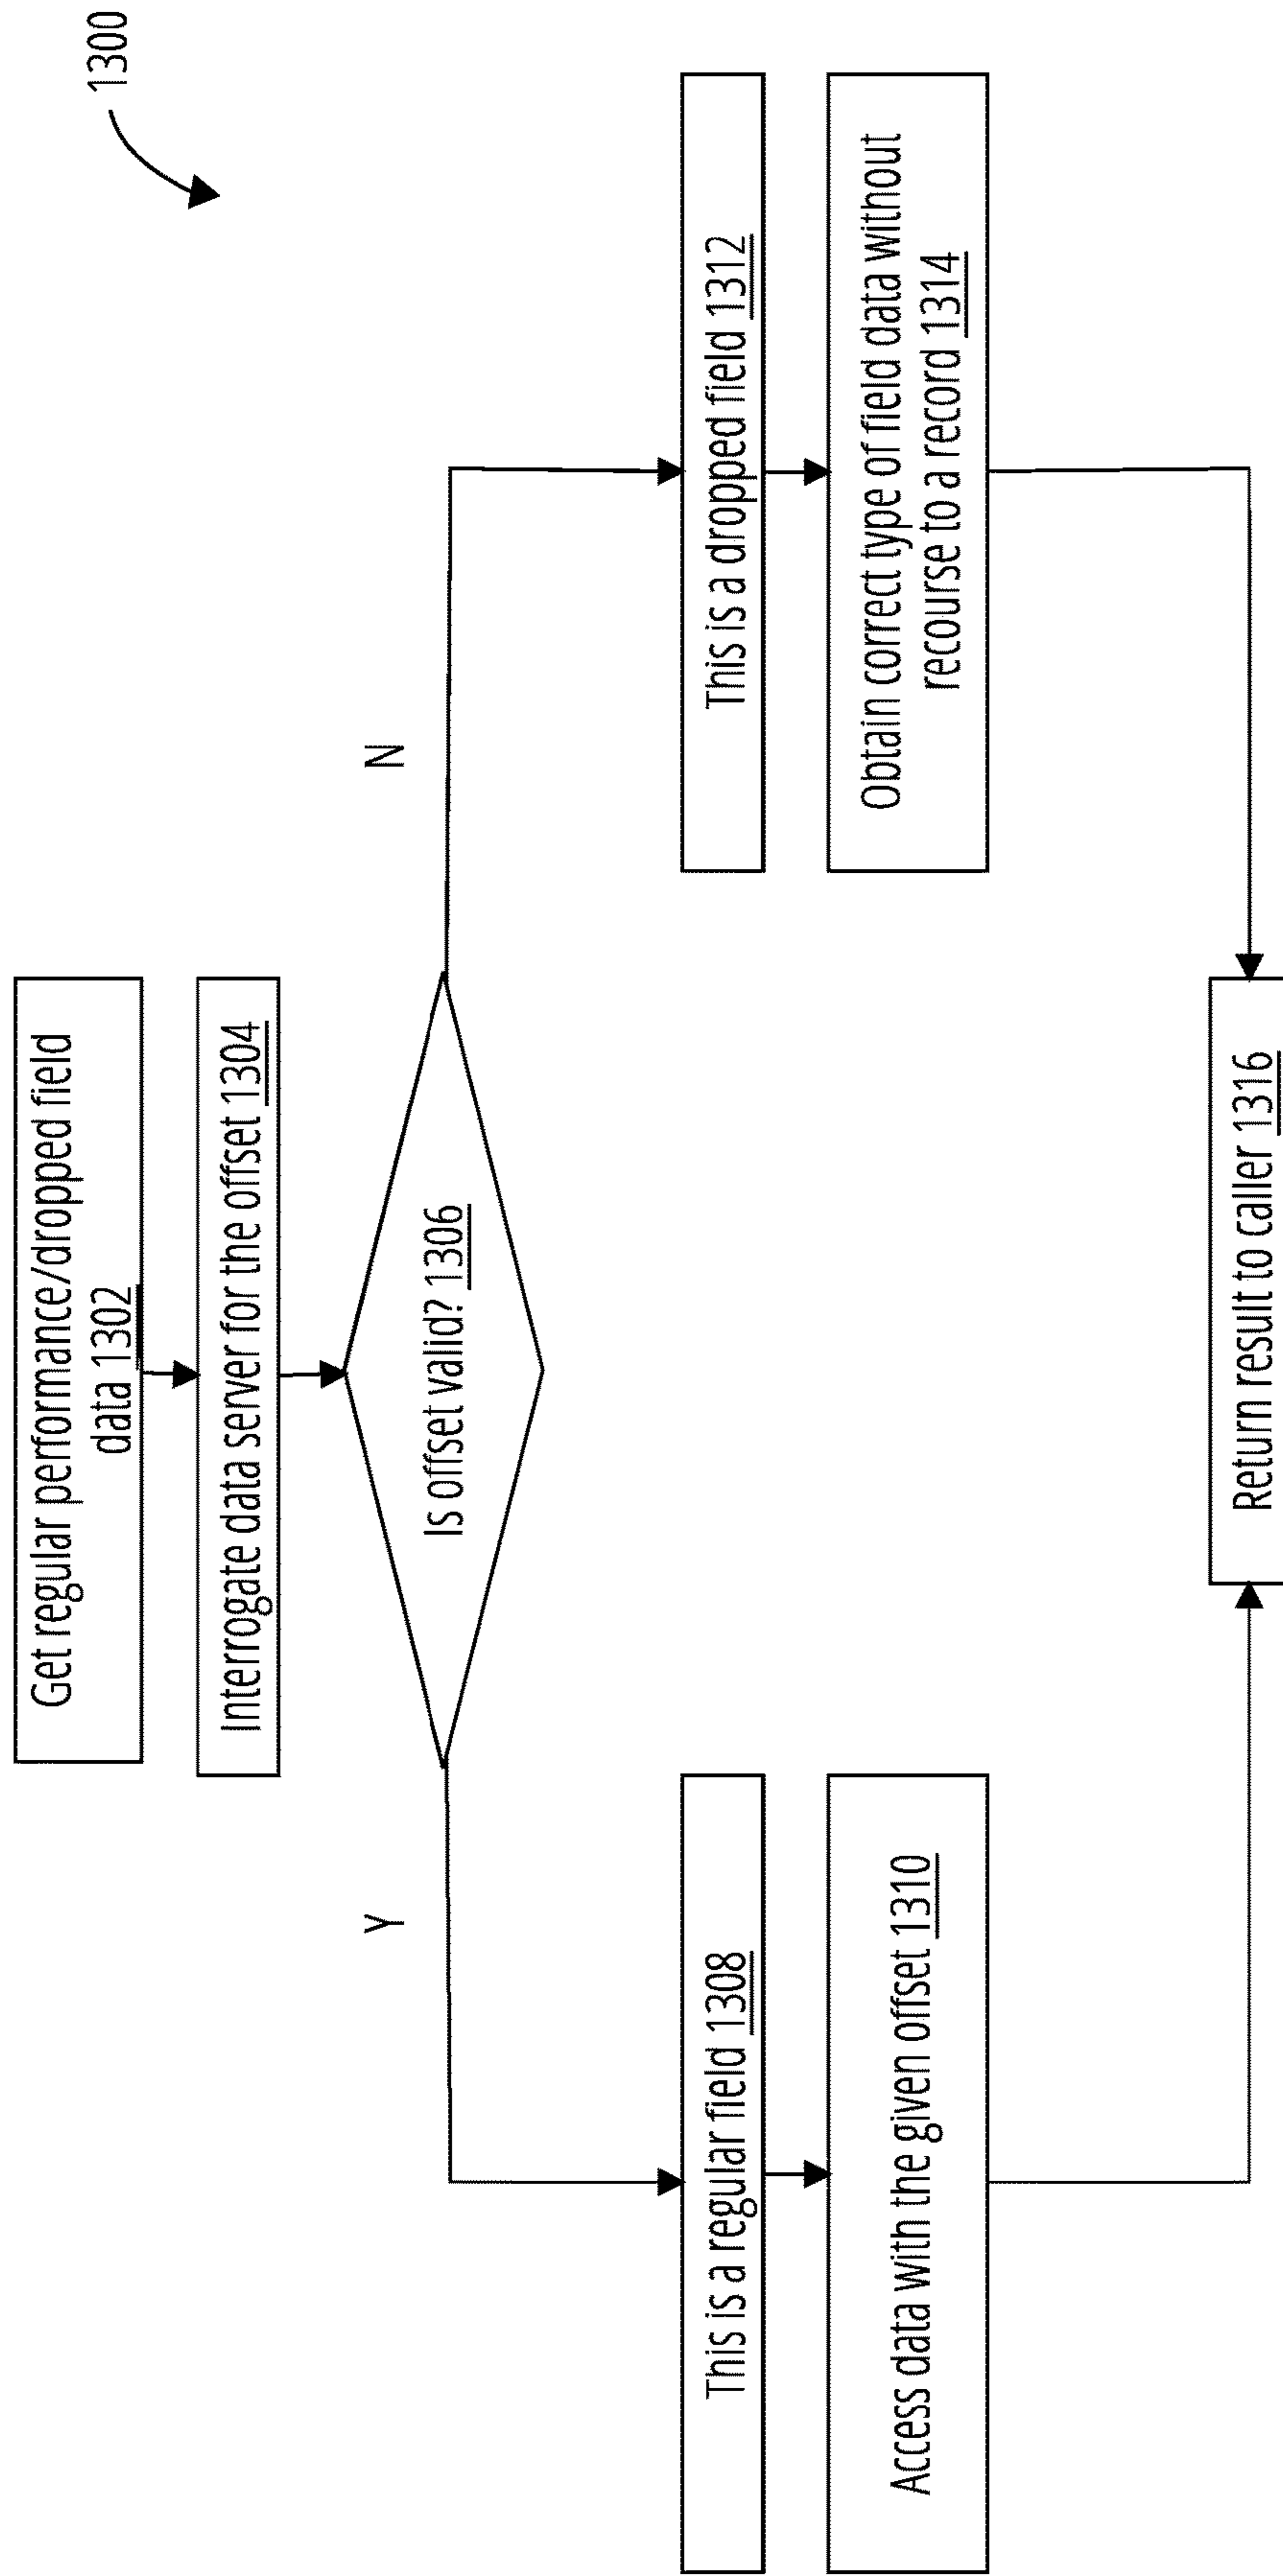 1300
Get regular performance/dropped field
data 1302
Interrogate data server for the offset 1304
Is offset valid? 1306
Y
N
This is a regular field 1308
Access data with the given offset 1310
This is a dropped field 1312
Obtain correct type of field data without
recourse to a record 1314
Return result to caller 1316